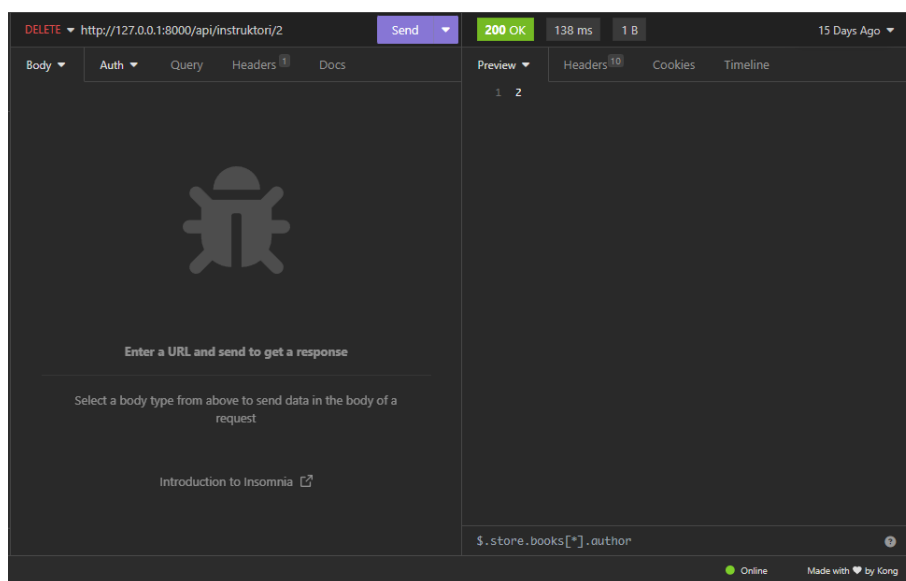 DELETE http://127.0.0.1:8000/api/instruktori/2 Send
Body Auth Query Headers 1 Docs
Enter a URL and send to get a response
Select a body type from above to send data in the body of a
request
Introduction to Insomnia
200 OK 138 ms 1 B 15 Days Ago
Preview Headers 10 Cookies Timeline
1 2
$.store.books[*].author
Online Made with ♥ by Kong